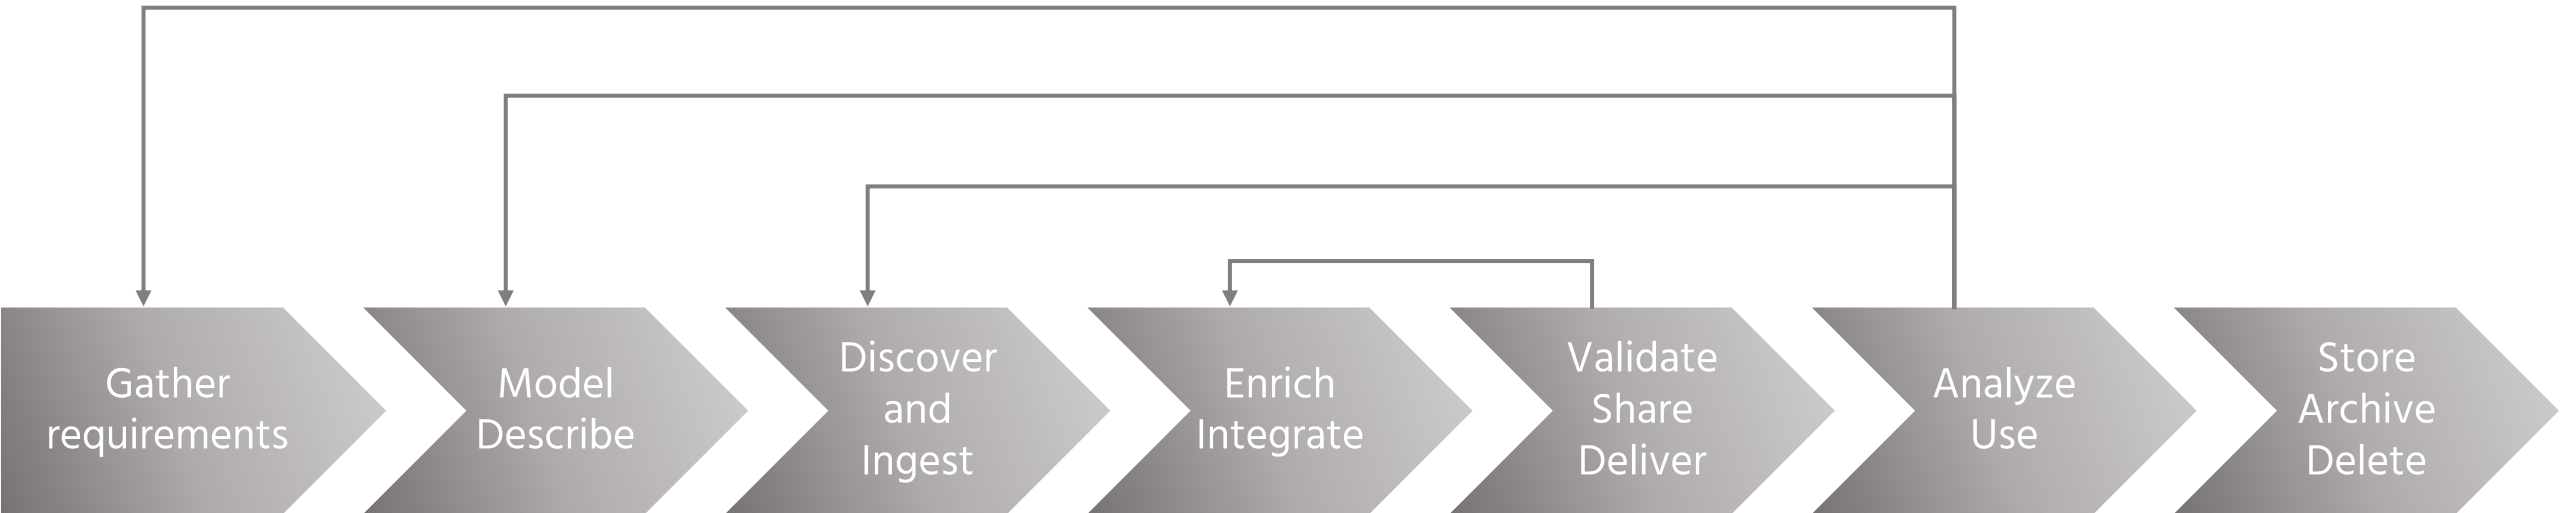 Gather
requirements
Model
Describe
Discover
and
Ingest
Enrich
Integrate
Validate
Share
Deliver
Analyze
Use
Store
Archive
Delete